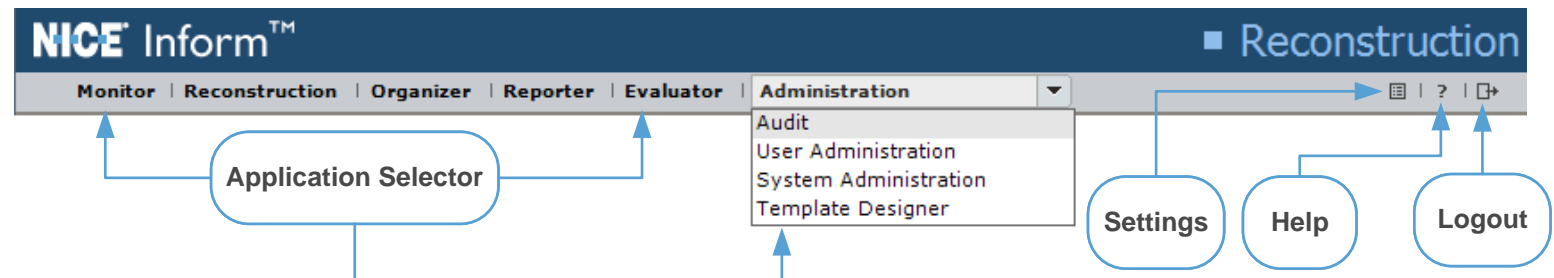 NICE® Inform™
■ Reconstruction
Monitor | Reconstruction | Organizer | Reporter | Evaluator | Administration
| ? |
Audit
User Administration
System Administration
Template Designer
Application Selector
Settings
Help
Logout